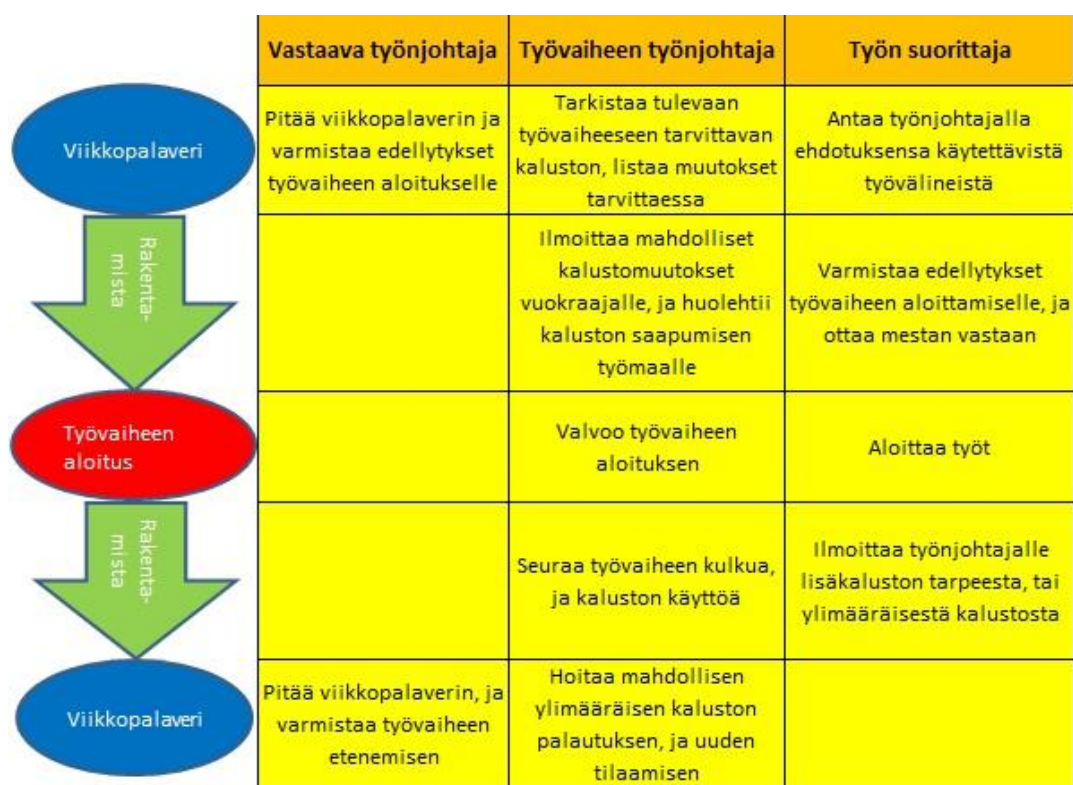 Vastaava työnjohtaja
Työvaiheen työnjohtaja
Työn suorittaja
Viikkopalaveri
Pitää viikkopalaverin ja
varmistaa edellytykset
työvaiheen aloitukselle
Tarkistaa tulevaan
työvaiheeseen tarvittavan
kaluston, listaa muutokset
tarvittaessa
Antaa työnjohtajalla
ehdotuksensa käytettävistä
työvälineistä
Rakenta-
mista
Ilmoittaa mahdolliset
kalustomuutokset
vuokraajalle, ja huolehtii
kaluston saapumisen
työmaalle
Varmistaa edellytykset
työvaiheen aloittamiselle, ja
ottaa mestan vastaan
Työvaiheen
aloitus
Valvoo työvaiheen
aloituksen
Aloittaa työt
Rakenta-
mista
Seuraa työvaiheen kulkua,
ja kaluston käyttöä
Ilmoittaa työnjohtajalle
lisäkaluston tarpeesta, tai
ylimääräisestä kalustosta
Viikkopalaveri
Pitää viikkopalaverin, ja
varmistaa työvaiheen
etenemisen
Hoitaa mahdollisen
ylimääräisen kaluston
palautuksen, ja uuden
tilaamisen